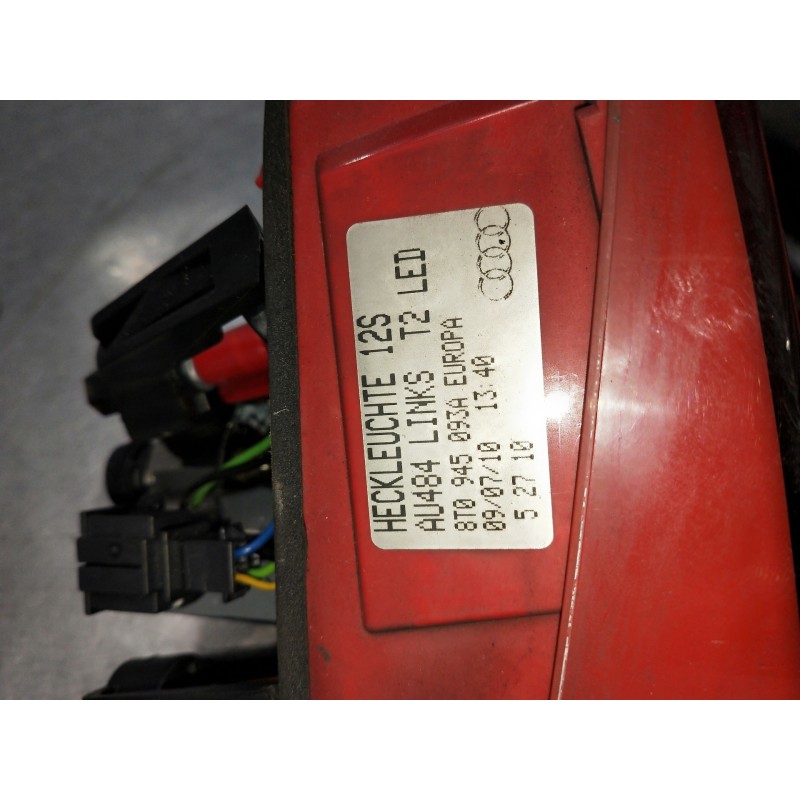 HECKLEUCHTE 12S
AU484 LINKS T2 LED
8T0 945 093A EUROPA
09/07/10 13:40
5 27 10